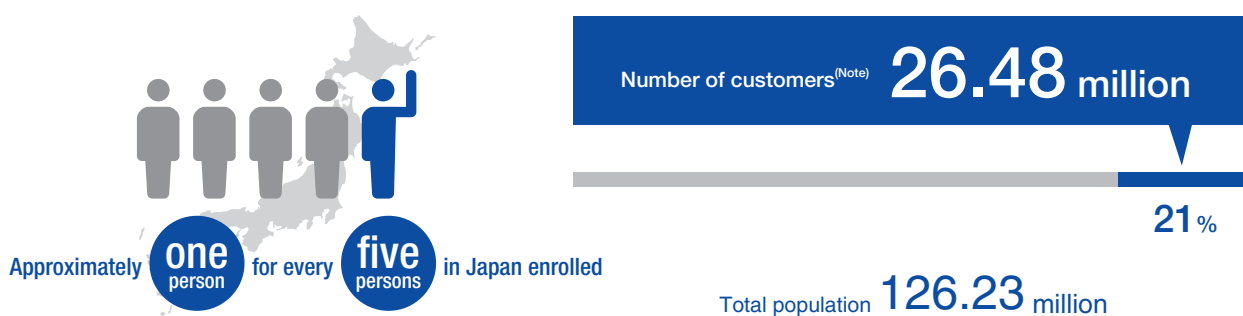 Approximately one person for every five persons in Japan enrolled
Number of customers(Note) 26.48 million
21%
Total population 126.23 million